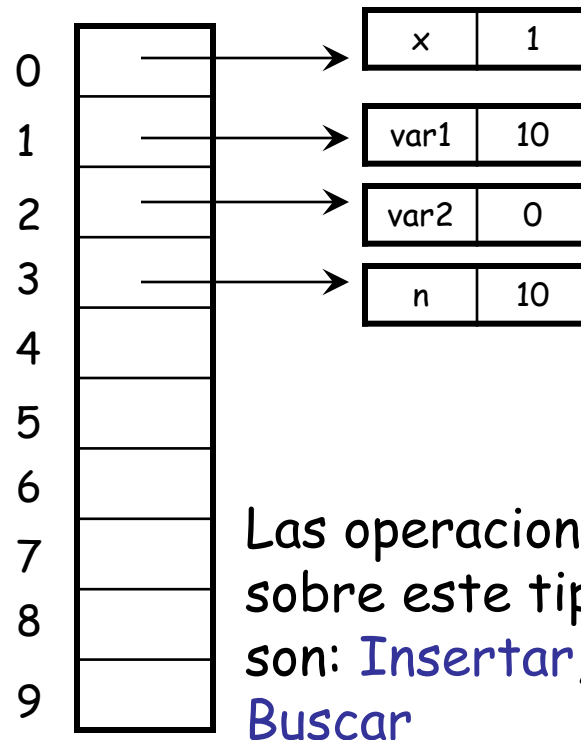 0
x 1
1
var1 10
2
var2 0
3
n 10
4
5
6
7
8
9
Las operacion
sobre este tip
son: Insertar,
Buscar